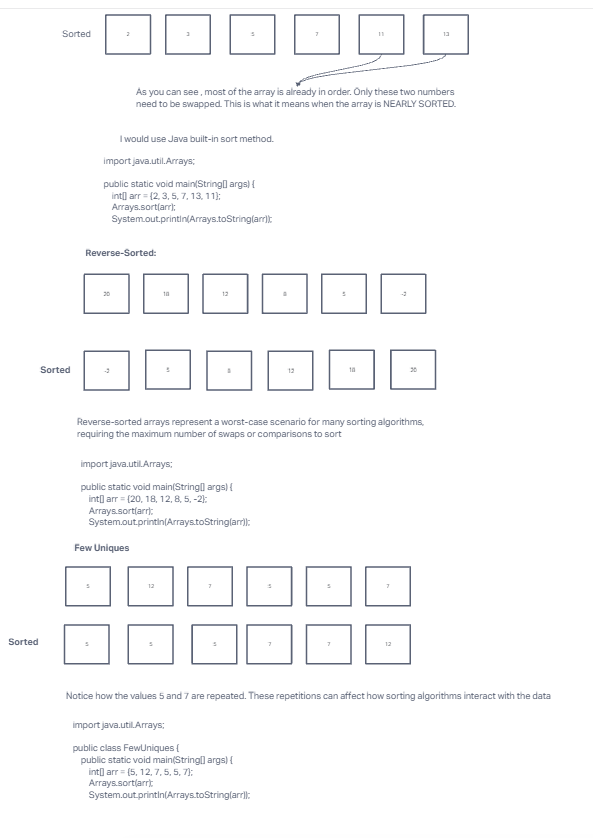 Sorted 2 3 5 7 11 13
As you can see , most of the array is already in order. Only these two numbers
need to be swapped. This is what it means when the array is NEARLY SORTED.
I would use Java built-in sort method.
import java.util.Arrays;
public static void main(String[] args) {
int[] arr = {2, 3, 5, 7, 13, 11};
Arrays.sort(arr);
System.out.println(Arrays.toString(arr));
Reverse-Sorted:
20 18 12 8 5 -2
Sorted -2 5 8 12 18 20
Reverse-sorted arrays represent a worst-case scenario for many sorting algorithms,
requiring the maximum number of swaps or comparisons to sort
import java.util.Arrays;
public static void main(String[] args) {
int[] arr = {20, 18, 12, 8, 5, -2};
Arrays.sort(arr);
System.out.println(Arrays.toString(arr));
Few Uniques
5 12 7 5 5 7
Sorted 5 5 5 7 7 12
Notice how the values 5 and 7 are repeated. These repetitions can affect how sorting algorithms interact with the data
import java.util.Arrays;
public class FewUniques {
public static void main(String[] args) {
int[] arr = {5, 12, 7, 5, 5, 7};
Arrays.sort(arr);
System.out.println(Arrays.toString(arr));